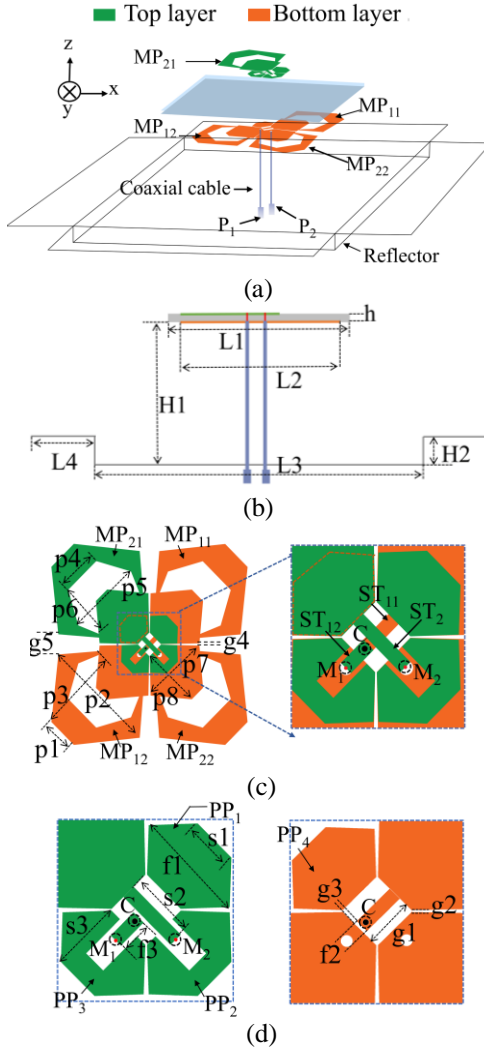 Top layer Bottom layer
z
x
y
MP21
MP11
MP12
MP22
Coaxial cable
P1
P2
Reflector
(a)
h
L1
L2
H1
L4
L3
H2
(b)
MP21 MP11
p4
p5
p6
g5
g4
p3
p2
p7
p8
p1
MP12 MP22
ST11
ST12 C ST2
M1 M2
(c)
PP1
s1
f1
s2
C
s3
M1 f3 M2
PP3 PP2
PP4
g3
C g2
f2 g1
(d)